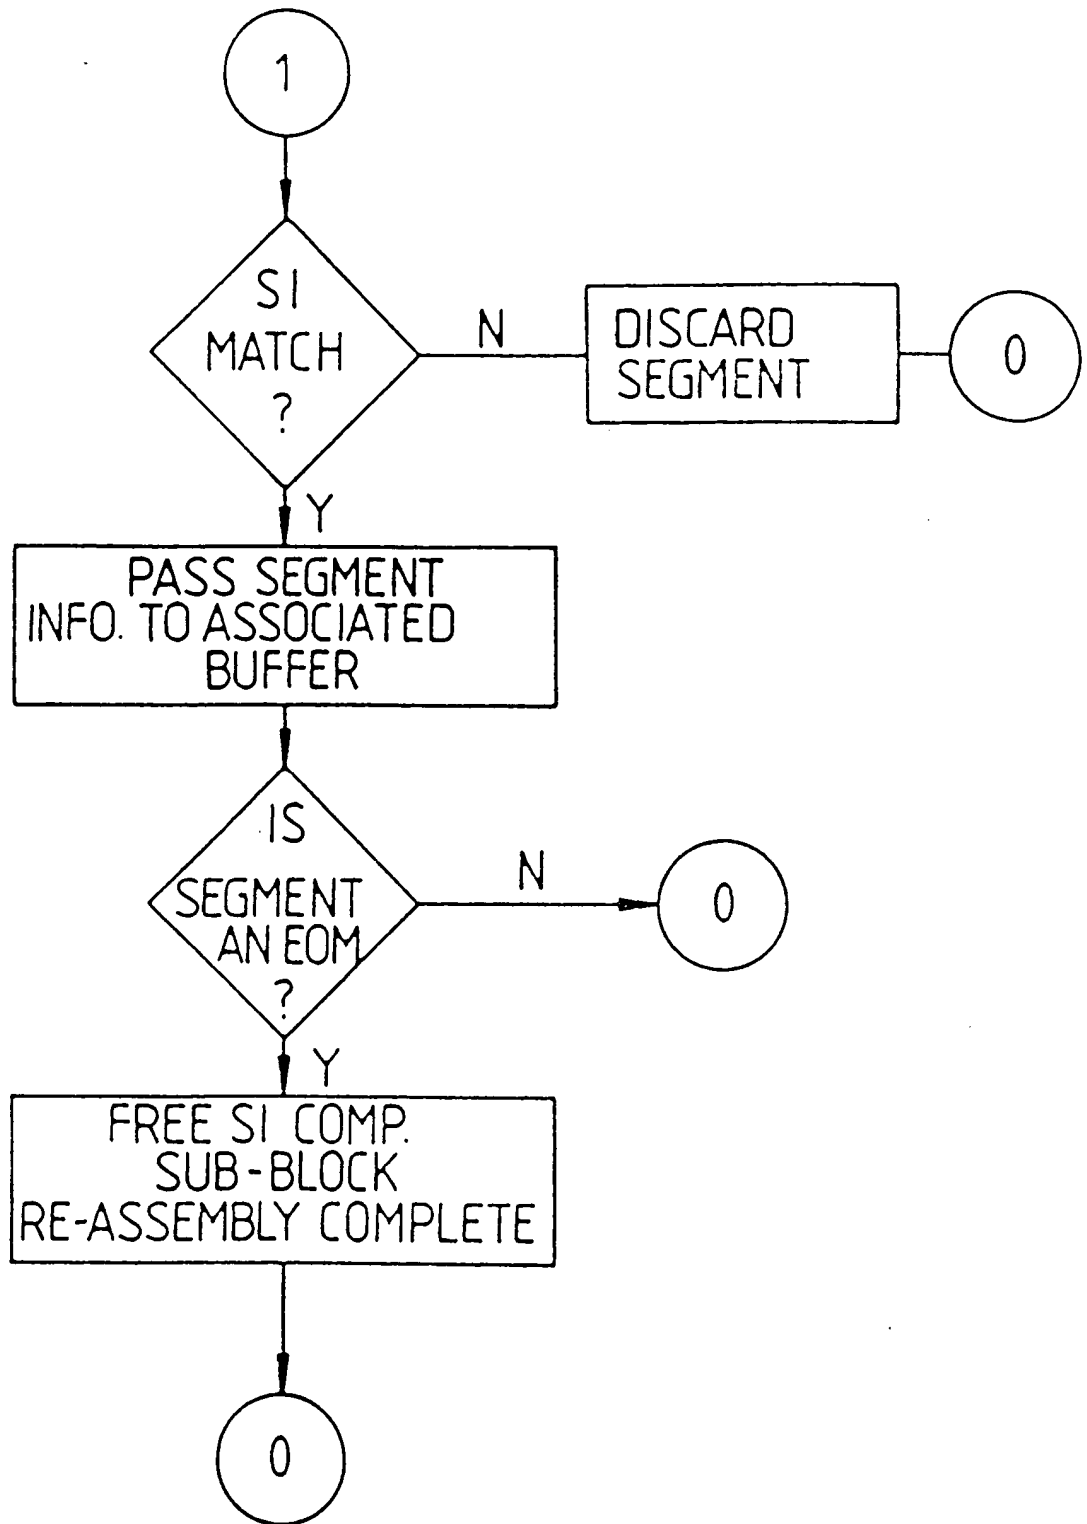 1
SI
MATCH
?
N
DISCARD
SEGMENT
0
Y
PASS SEGMENT
INFO. TO ASSOCIATED
BUFFER
IS
SEGMENT
AN EOM
?
N
0
Y
FREE SI COMP.
SUB-BLOCK
RE-ASSEMBLY COMPLETE
0